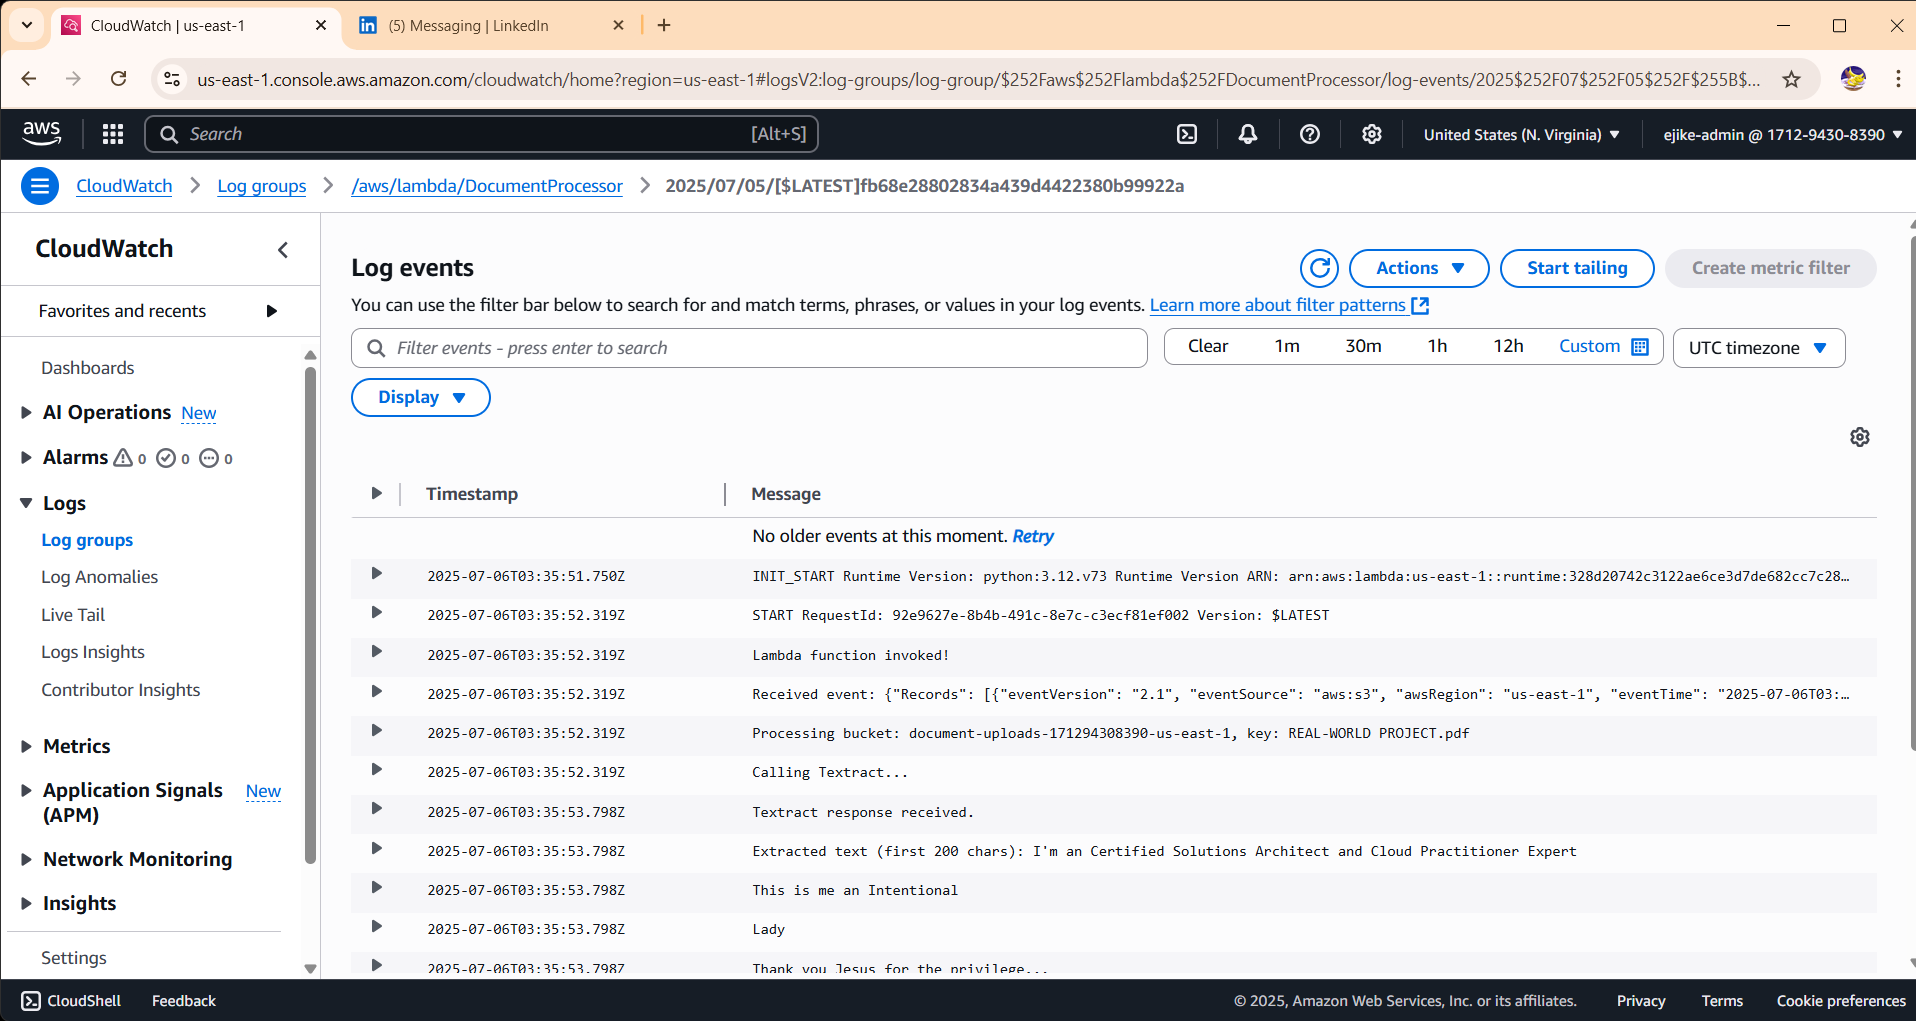 CloudWatch | us-east-1
(5) Messaging | LinkedIn
us-east-1.console.aws.amazon.com/cloudwatch/home?region=us-east-1#logsV2:log-groups/log-group/$252Faws$252Flambda$252FDocumentProcessor/log-events/2025$252F07$252F05$252F$255B$...
aws
Search
[Alt+S]
United States (N. Virginia)
ejike-admin @ 1712-9430-8390
CloudWatch
Log groups
/aws/lambda/DocumentProcessor
2025/07/05/[$LATEST]fb68e28802834a439d4422380b99922a
CloudWatch
Favorites and recents
Dashboards
AI Operations New
Alarms 0 0 0
Logs
Log groups
Log Anomalies
Live Tail
Logs Insights
Contributor Insights
Metrics
Application Signals New
(APM)
Network Monitoring
Insights
Settings
Log events
Actions
Start tailing
Create metric filter
You can use the filter bar below to search for and match terms, phrases, or values in your log events. Learn more about filter patterns
Filter events - press enter to search
Clear 1m 30m 1h 12h Custom
UTC timezone
Display
Timestamp Message
No older events at this moment. Retry
2025-07-06T03:35:51.750Z INIT_START Runtime Version: python:3.12.v73 Runtime Version ARN: arn:aws:lambda:us-east-1::runtime:328d20742c3122ae6ce3d7de682cc7c28…
2025-07-06T03:35:52.319Z START RequestId: 92e9627e-8b4b-491c-8e7c-c3ecf81ef002 Version: $LATEST
2025-07-06T03:35:52.319Z Lambda function invoked!
2025-07-06T03:35:52.319Z Received event: {"Records": [{"eventVersion": "2.1", "eventSource": "aws:s3", "awsRegion": "us-east-1", "eventTime": "2025-07-06T03:…
2025-07-06T03:35:52.319Z Processing bucket: document-uploads-171294308390-us-east-1, key: REAL-WORLD PROJECT.pdf
2025-07-06T03:35:52.319Z Calling Textract...
2025-07-06T03:35:53.798Z Textract response received.
2025-07-06T03:35:53.798Z Extracted text (first 200 chars): I'm an Certified Solutions Architect and Cloud Practitioner Expert
2025-07-06T03:35:53.798Z This is me an Intentional
2025-07-06T03:35:53.798Z Lady
2025-07-06T03:35:53.798Z Thank you Jesus for the privilege...
CloudShell
Feedback
© 2025, Amazon Web Services, Inc. or its affiliates.
Privacy
Terms
Cookie preferences